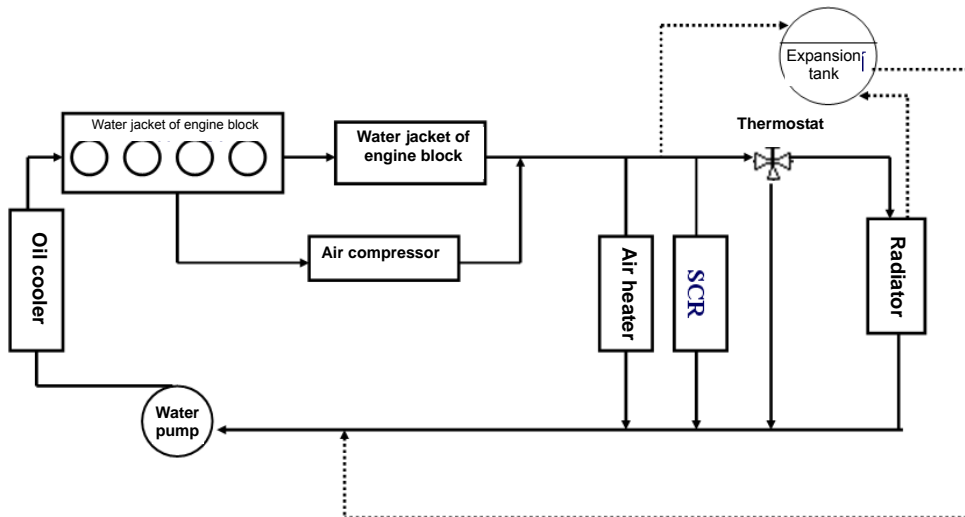 Expansion
tank
Thermostat
Water jacket of engine block
Water jacket of
engine block
Air compressor
Oil cooler
Air heater
SCR
Radiator
Water
pump